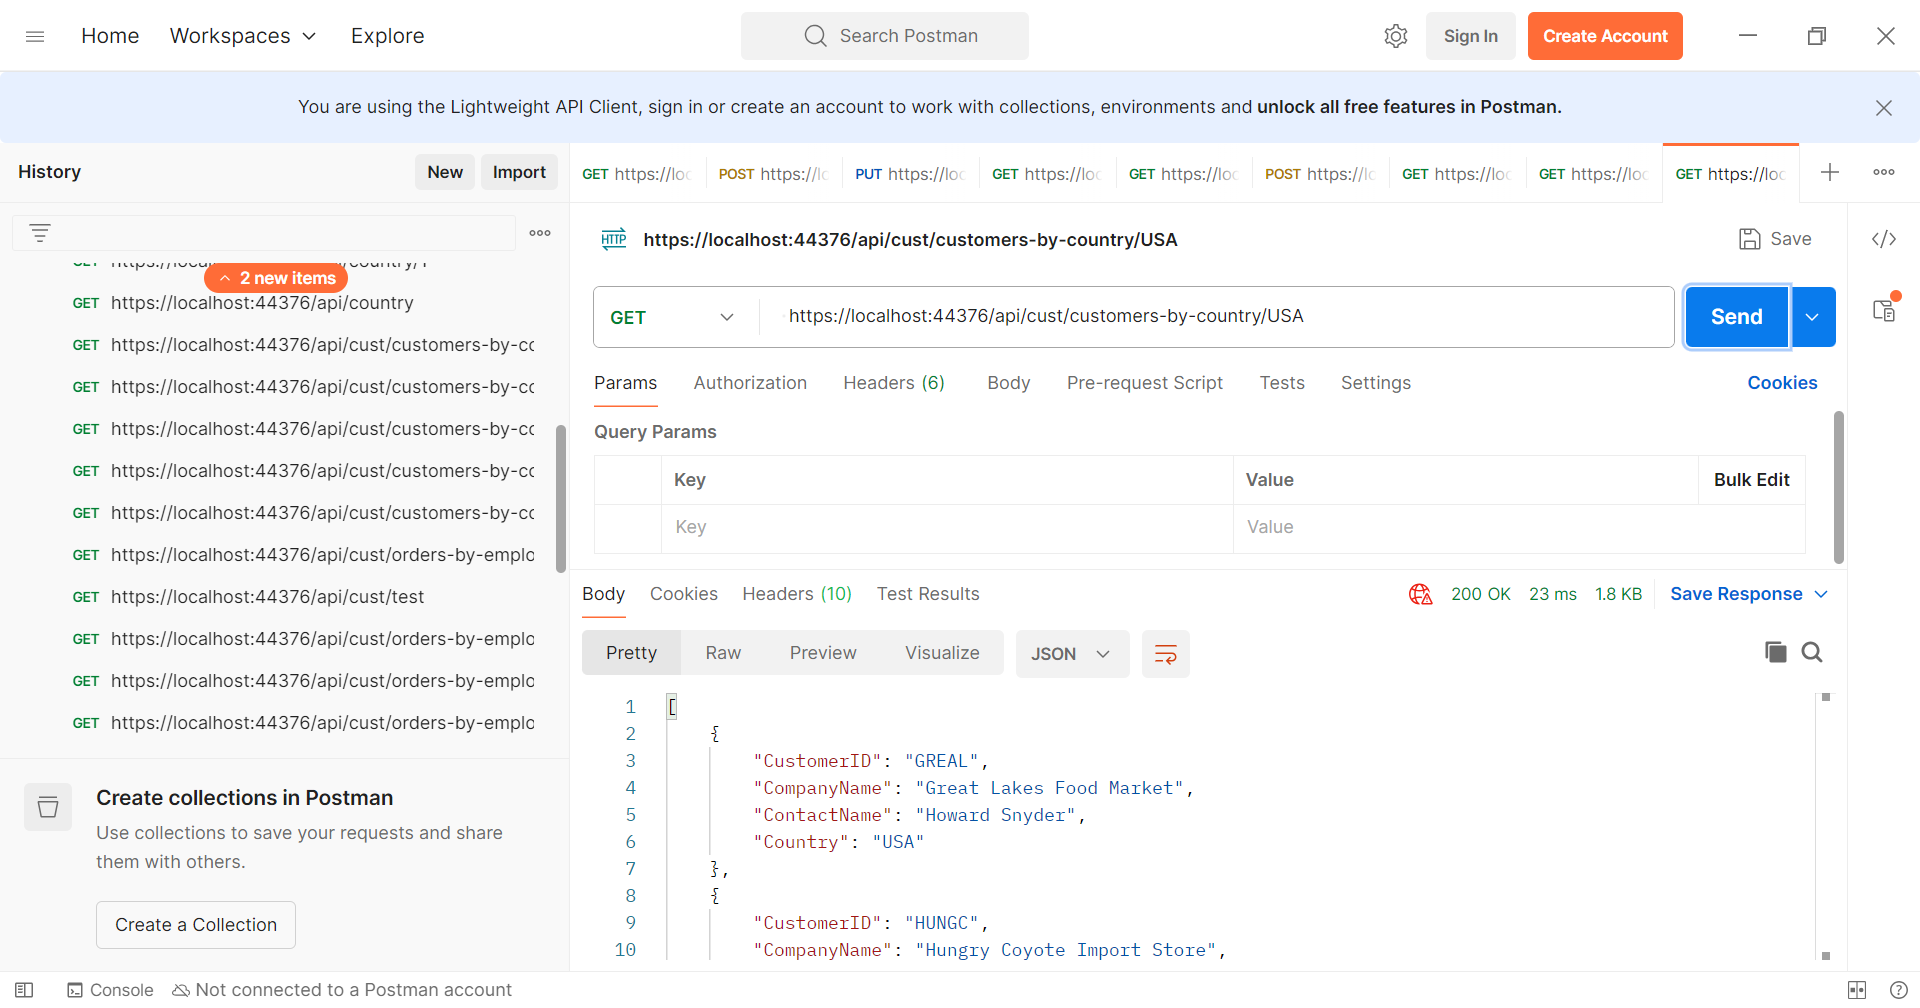 Home Workspaces Explore Search Postman Sign In Create Account
You are using the Lightweight API Client, sign in or create an account to work with collections, environments and unlock all free features in Postman.
History New Import
GET https://loc POST https://lc PUT https://loc GET https://loc GET https://loc POST https://lc GET https://loc GET https://loc GET https://loc
2 new items
GET https://localhost:44376/api/country
GET https://localhost:44376/api/cust/customers-by-cc
GET https://localhost:44376/api/cust/customers-by-cc
GET https://localhost:44376/api/cust/customers-by-cc
GET https://localhost:44376/api/cust/customers-by-cc
GET https://localhost:44376/api/cust/customers-by-cc
GET https://localhost:44376/api/cust/orders-by-emplo
GET https://localhost:44376/api/cust/test
GET https://localhost:44376/api/cust/orders-by-emplo
GET https://localhost:44376/api/cust/orders-by-emplo
GET https://localhost:44376/api/cust/orders-by-emplo
Create collections in Postman
Use collections to save your requests and share
them with others.
Create a Collection
HTTP https://localhost:44376/api/cust/customers-by-country/USA Save
GET https://localhost:44376/api/cust/customers-by-country/USA Send
Params Authorization Headers (6) Body Pre-request Script Tests Settings Cookies
Query Params
Key Value Bulk Edit
Key Value
Body Cookies Headers (10) Test Results 200 OK 23 ms 1.8 KB Save Response
Pretty Raw Preview Visualize JSON
1 [
2 {
3 "CustomerID": "GREAL",
4 "CompanyName": "Great Lakes Food Market",
5 "ContactName": "Howard Snyder",
6 "Country": "USA"
7 },
8 {
9 "CustomerID": "HUNGC",
10 "CompanyName": "Hungry Coyote Import Store",
Console Not connected to a Postman account